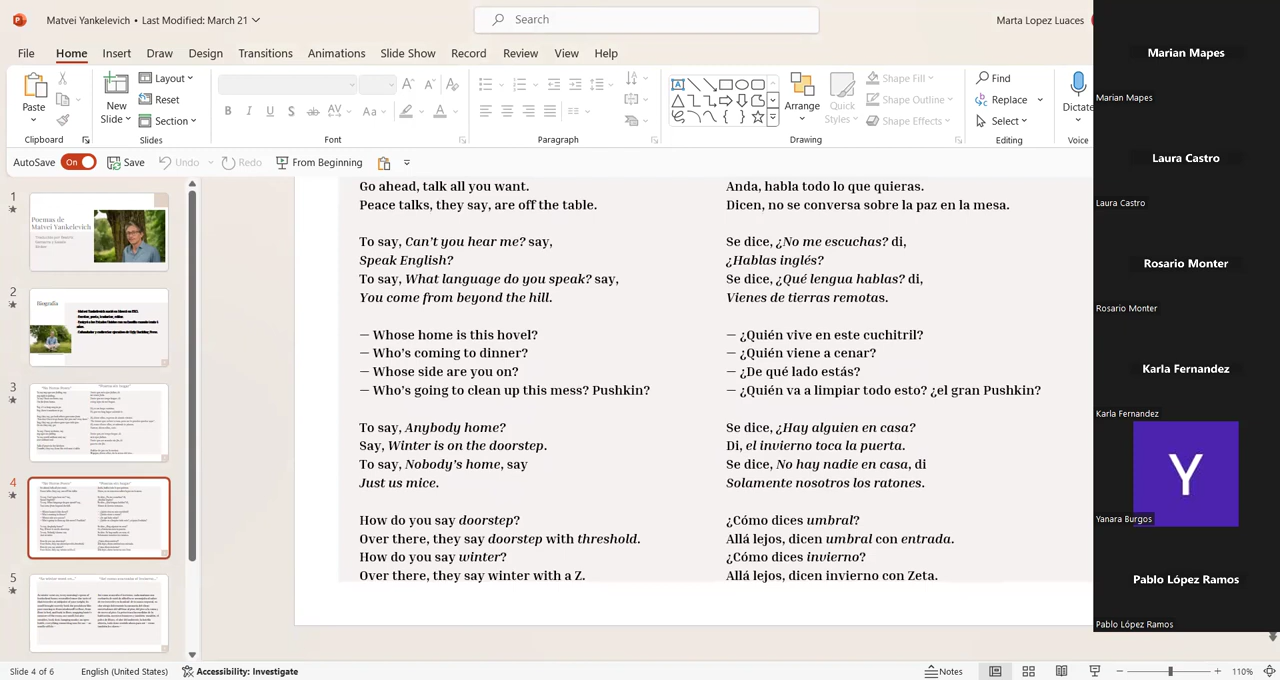 Matvei Yankelevich • Last Modified: March 21
Search
Marta Lopez Luaces
File Home Insert Draw Design Transitions Animations Slide Show Record Review View Help
Paste
New Slide
Layout
Reset
Section
Shape Fill
Shape Outline
Shape Effects
Arrange
Quick Styles
Find
Replace
Select
Dictate
Clipboard
Slides
Font
Paragraph
Drawing
Editing
Voice
AutoSave On Save Undo Redo From Beginning
1
Poemas de
Matvei Yankelevich
2
Biografía
3
4
5
Go ahead, talk all you want.
Peace talks, they say, are off the table.
To say, Can't you hear me? say,
Speak English?
To say, What language do you speak? say,
You come from beyond the hill.
— Whose home is this hovel?
— Who's coming to dinner?
— Whose side are you on?
— Who's going to clean up this mess? Pushkin?
To say, Anybody home?
Say, Winter is on the doorstep.
To say, Nobody's home, say
Just us mice.
How do you say doorstep?
Over there, they say doorstep with threshold.
How do you say winter?
Over there, they say winter with a Z.
Anda, habla todo lo que quieras.
Dicen, no se conversa sobre la paz en la mesa.
Se dice, ¿No me escuchas? di,
¿Hablas inglés?
Se dice, ¿Qué lengua hablas? di,
Vienes de tierras remotas.
— ¿Quién vive en este cuchitril?
— ¿Quién viene a cenar?
— ¿De qué lado estás?
— ¿Quién va a limpiar todo esto? ¿el gran Pushkin?
Se dice, ¿Hay alguien en casa?
Di, El invierno toca la puerta.
Se dice, No hay nadie en casa, di
Solamente nosotros los ratones.
¿Cómo dices umbral?
Allá lejos, dicen umbral con entrada.
¿Cómo dices invierno?
Allá lejos, dicen invierno con Zeta.
Marian Mapes
Marian Mapes
Laura Castro
Laura Castro
Rosario Monter
Rosario Monter
Karla Fernandez
Karla Fernandez
Y
Yanara Burgos
Pablo López Ramos
Pablo López Ramos
Slide 4 of 6 English (United States) Accessibility: Investigate Notes 110%